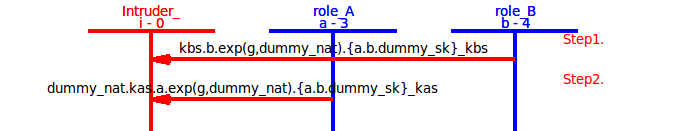 Intruder_ role_A role_B
i - 0 a - 3 b - 4
Step1.
kbs.b.exp(g,dummy_nat).{a.b.dummy_sk}_kbs
Step2.
dummy_nat.kas.a.exp(g,dummy_nat).{a.b.dummy_sk}_kas